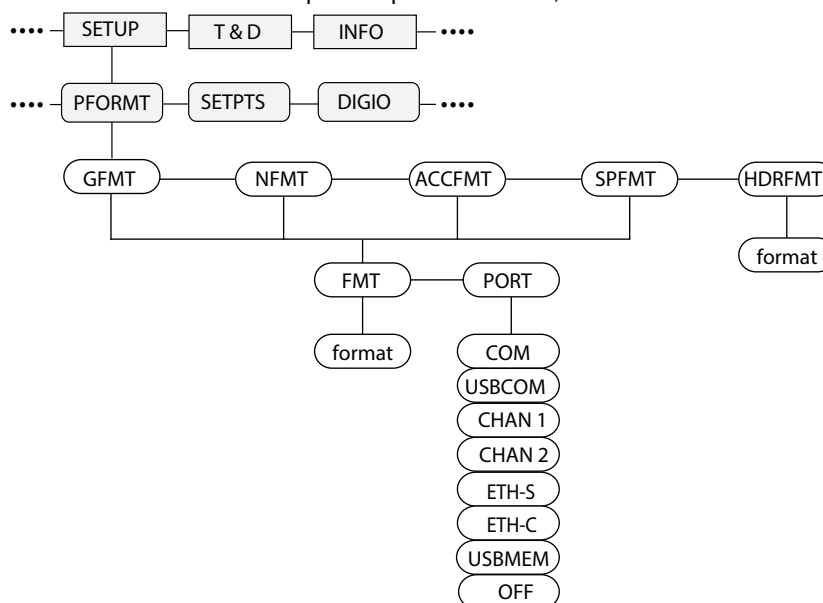 •••• SETUP T & D INFO ••••
•••• PFORMT SETPTS DIGIO ••••
GFMT NFMT ACCFMT SPFMT HDRFMT
format
FMT PORT
format COM
USBCOM
CHAN 1
CHAN 2
ETH-S
ETH-C
USBMEM
OFF